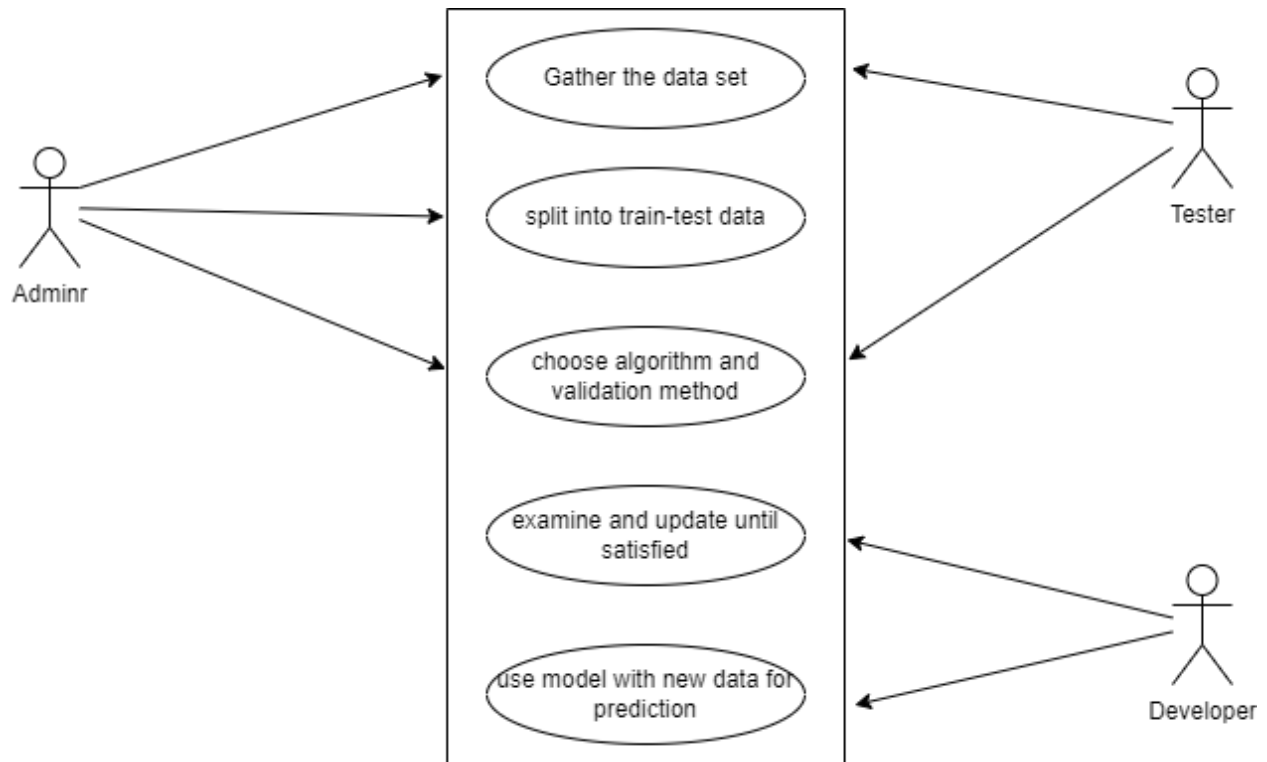 Gather the data set
split into train-test data
Adminr
Tester
choose algorithm and
validation method
examine and update until
satisfied
use model with new data for
prediction
Developer